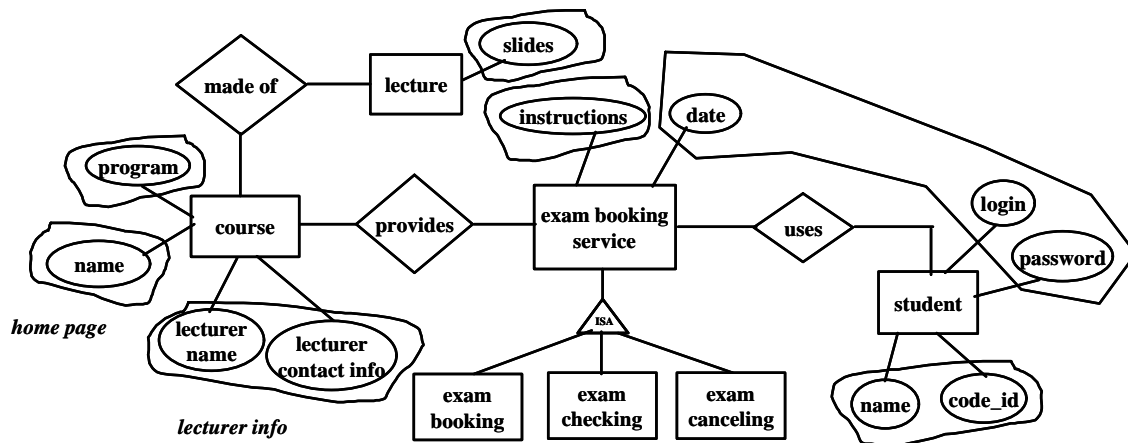 slides
made of
lecture
instructions
date
program
login
exam booking
service
course
provides
uses
name
password
student
home page
lecturer
name
lecturer
contact info
ISA
exam
booking
exam
checking
exam
canceling
name
code_id
lecturer info